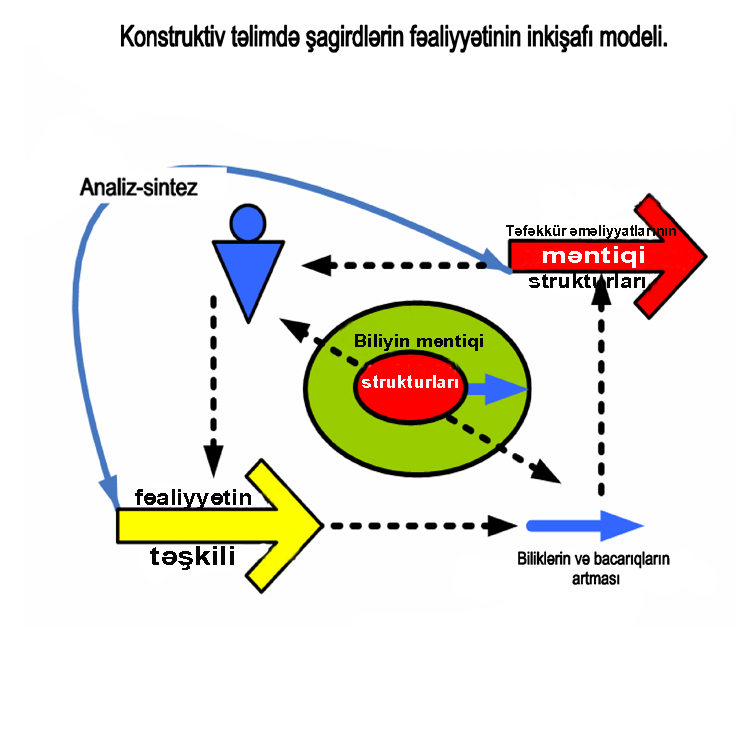 Konstruktiv təlimdə şagirdlərin fəaliyyətinin inkişafı modeli.
Analiz-sintez
Təfəkkür əməliyyatlarının
məntiqi
strukturları
Biliyin məntiqi
strukturları
fəaliyyətin
təşkili
Biliklərin və bacarıqların
artması